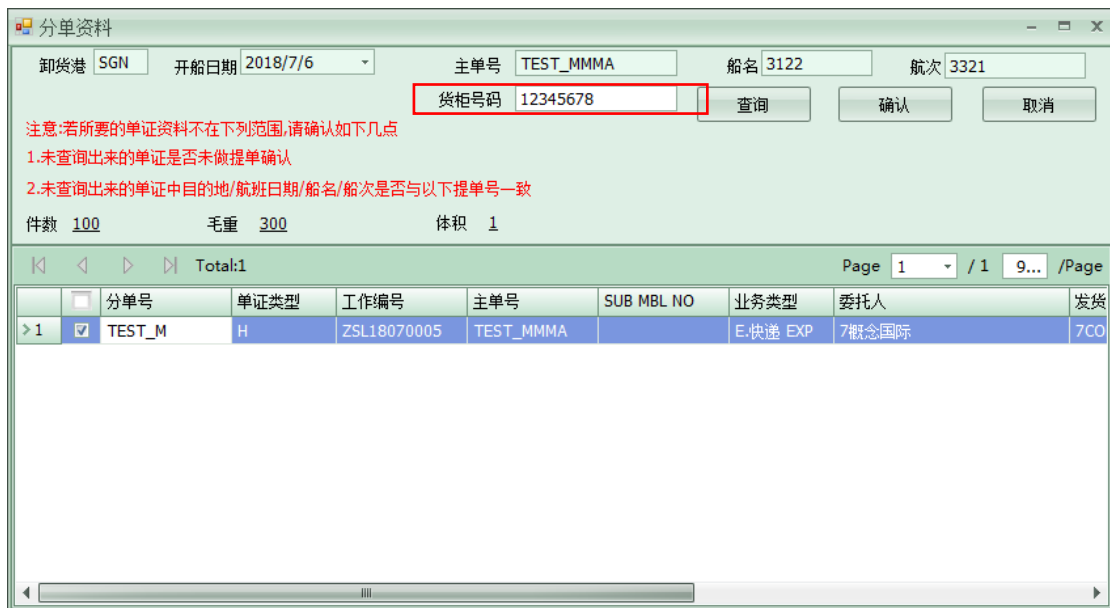 分单资料
卸货港 SGN 开船日期 2018/7/6 主单号 TEST_MMMA 船名 3122 航次 3321
货柜号码 12345678 查询 确认 取消
注意:若所要的单证资料不在下列范围,请确认如下几点
1.未查询出来的单证是否未做提单确认
2.未查询出来的单证中目的地/航班日期/船名/船次是否与以下提单号一致
件数 100 毛重 300 体积 1
Total:1 Page 1 / 1 9... /Page
分单号 单证类型 工作编号 主单号 SUB MBL NO 业务类型 委托人 发货
1 TEST_M H ZSL18070005 TEST_MMMA E.快递 EXP 7概念国际 7CO